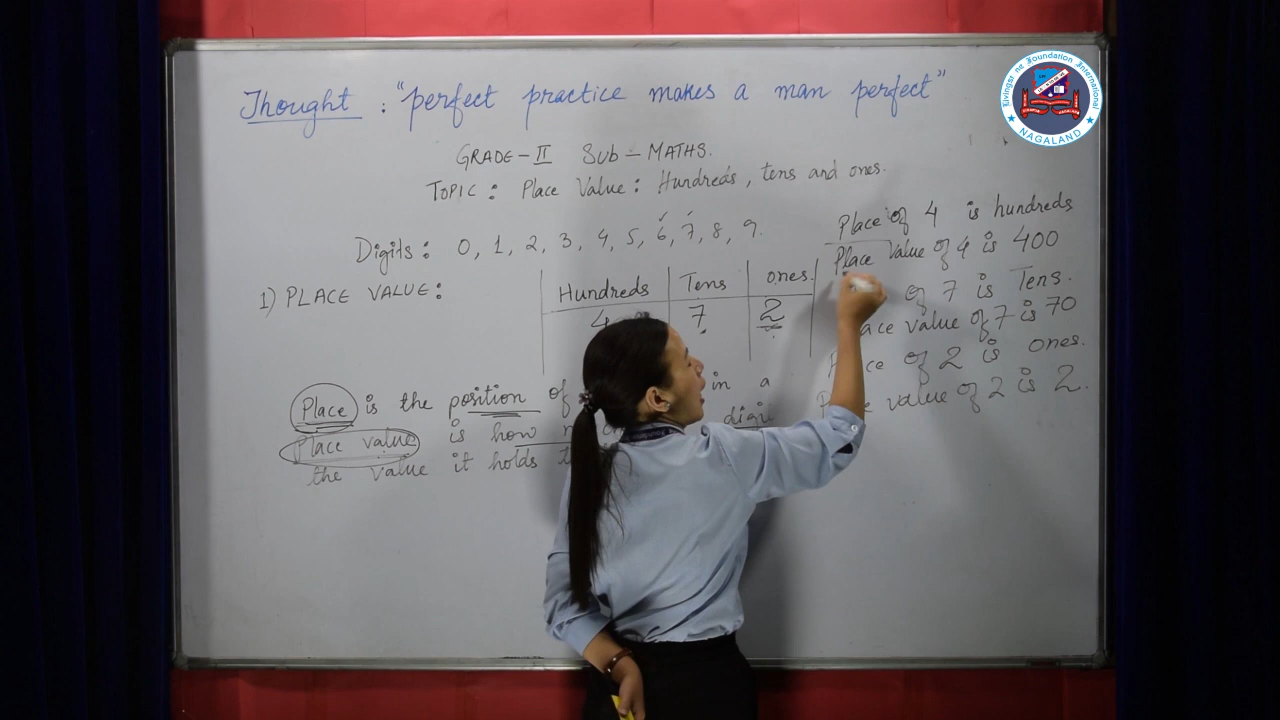 Thought : "perfect practice makes a man perfect"
GRADE-II Sub - MATHS.
TOPIC : Place Value : Hundreds, tens and ones.
Digits : 0, 1, 2, 3, 4, 5, 6, 7, 8, 9.
1) PLACE VALUE :
Hundreds Tens ones.
4 7 2
Place is the position of in a
Place value is how
the value it holds
Place of 4 is hundreds
Place value of 4 is 400
of 7 is Tens.
value of 7 is 70
of 2 is ones.
value of 2 is 2.
Foundation International
NAGALAND